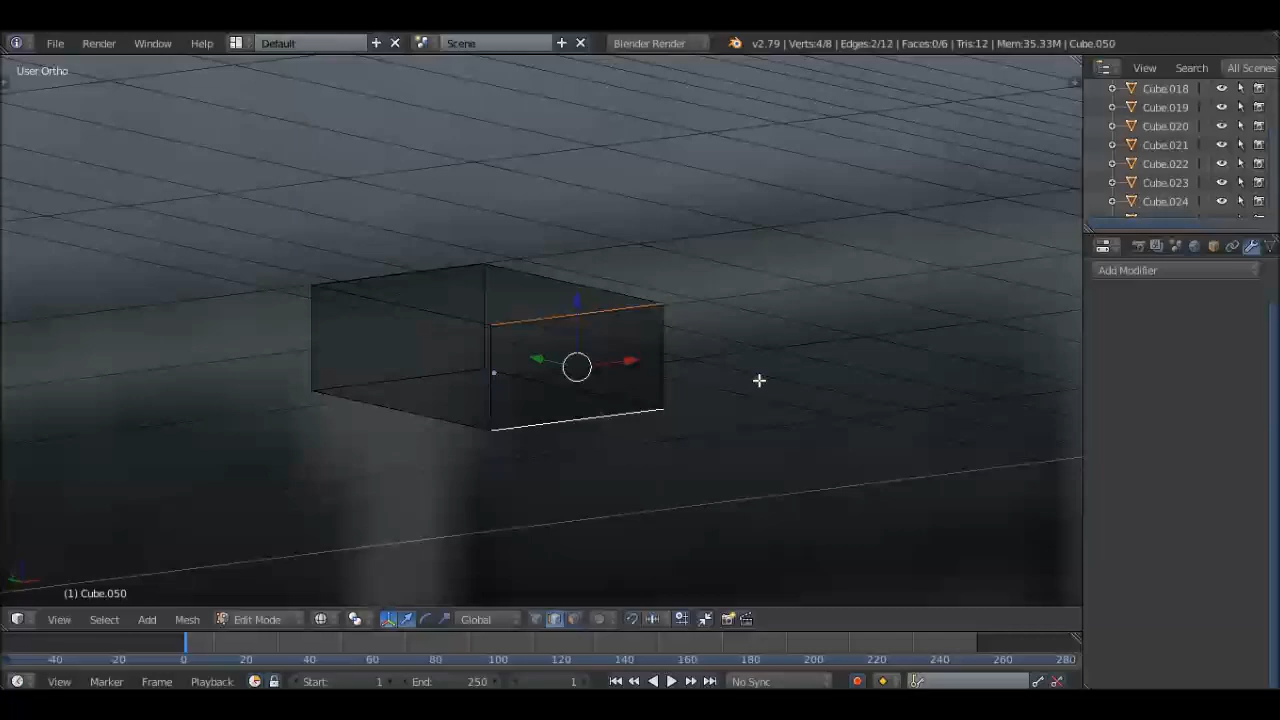 File Render Window Help Default Scene Blender Render v2.79 | Verts:4/8 | Edges:2/12 | Faces:0/6 | Tris:12 | Mem:35.33M | Cube.050
User Ortho
View Search All Scenes
Cube.018
Cube.019
Cube.020
Cube.021
Cube.022
Cube.023
Cube.024
Add Modifier
(1) Cube.050
View Select Add Mesh Edit Mode Global
-40 -20 0 20 40 60 80 100 120 140 160 180 200 220 240 260 280
View Marker Frame Playback Start: 1 End: 250 1 No Sync